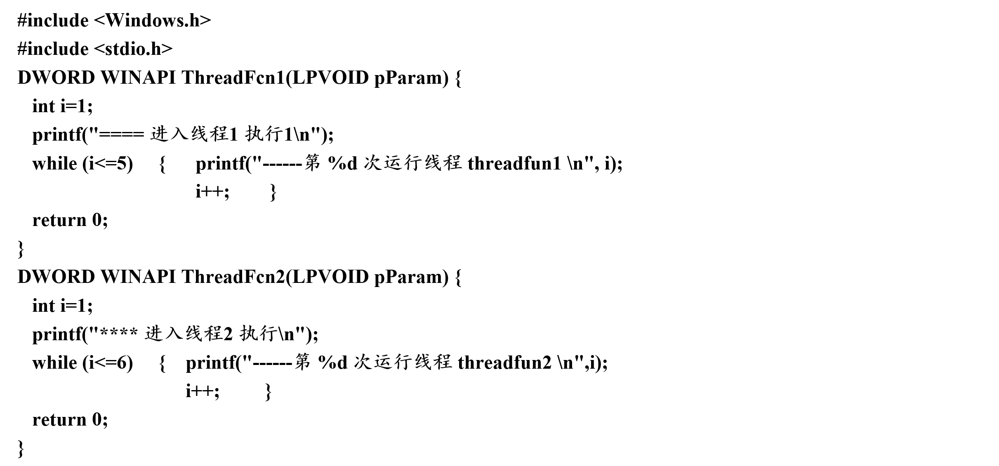 #include <Windows.h>
#include <stdio.h>
DWORD WINAPI ThreadFcn1(LPVOID pParam) {
int i=1;
printf("==== 进入线程1 执行1\n");
while (i<=5) { printf("------第 %d 次运行线程 threadfun1 \n", i);
i++; }
return 0;
}
DWORD WINAPI ThreadFcn2(LPVOID pParam) {
int i=1;
printf("**** 进入线程2 执行\n");
while (i<=6) { printf("------第 %d 次运行线程 threadfun2 \n",i);
i++; }
return 0;
}